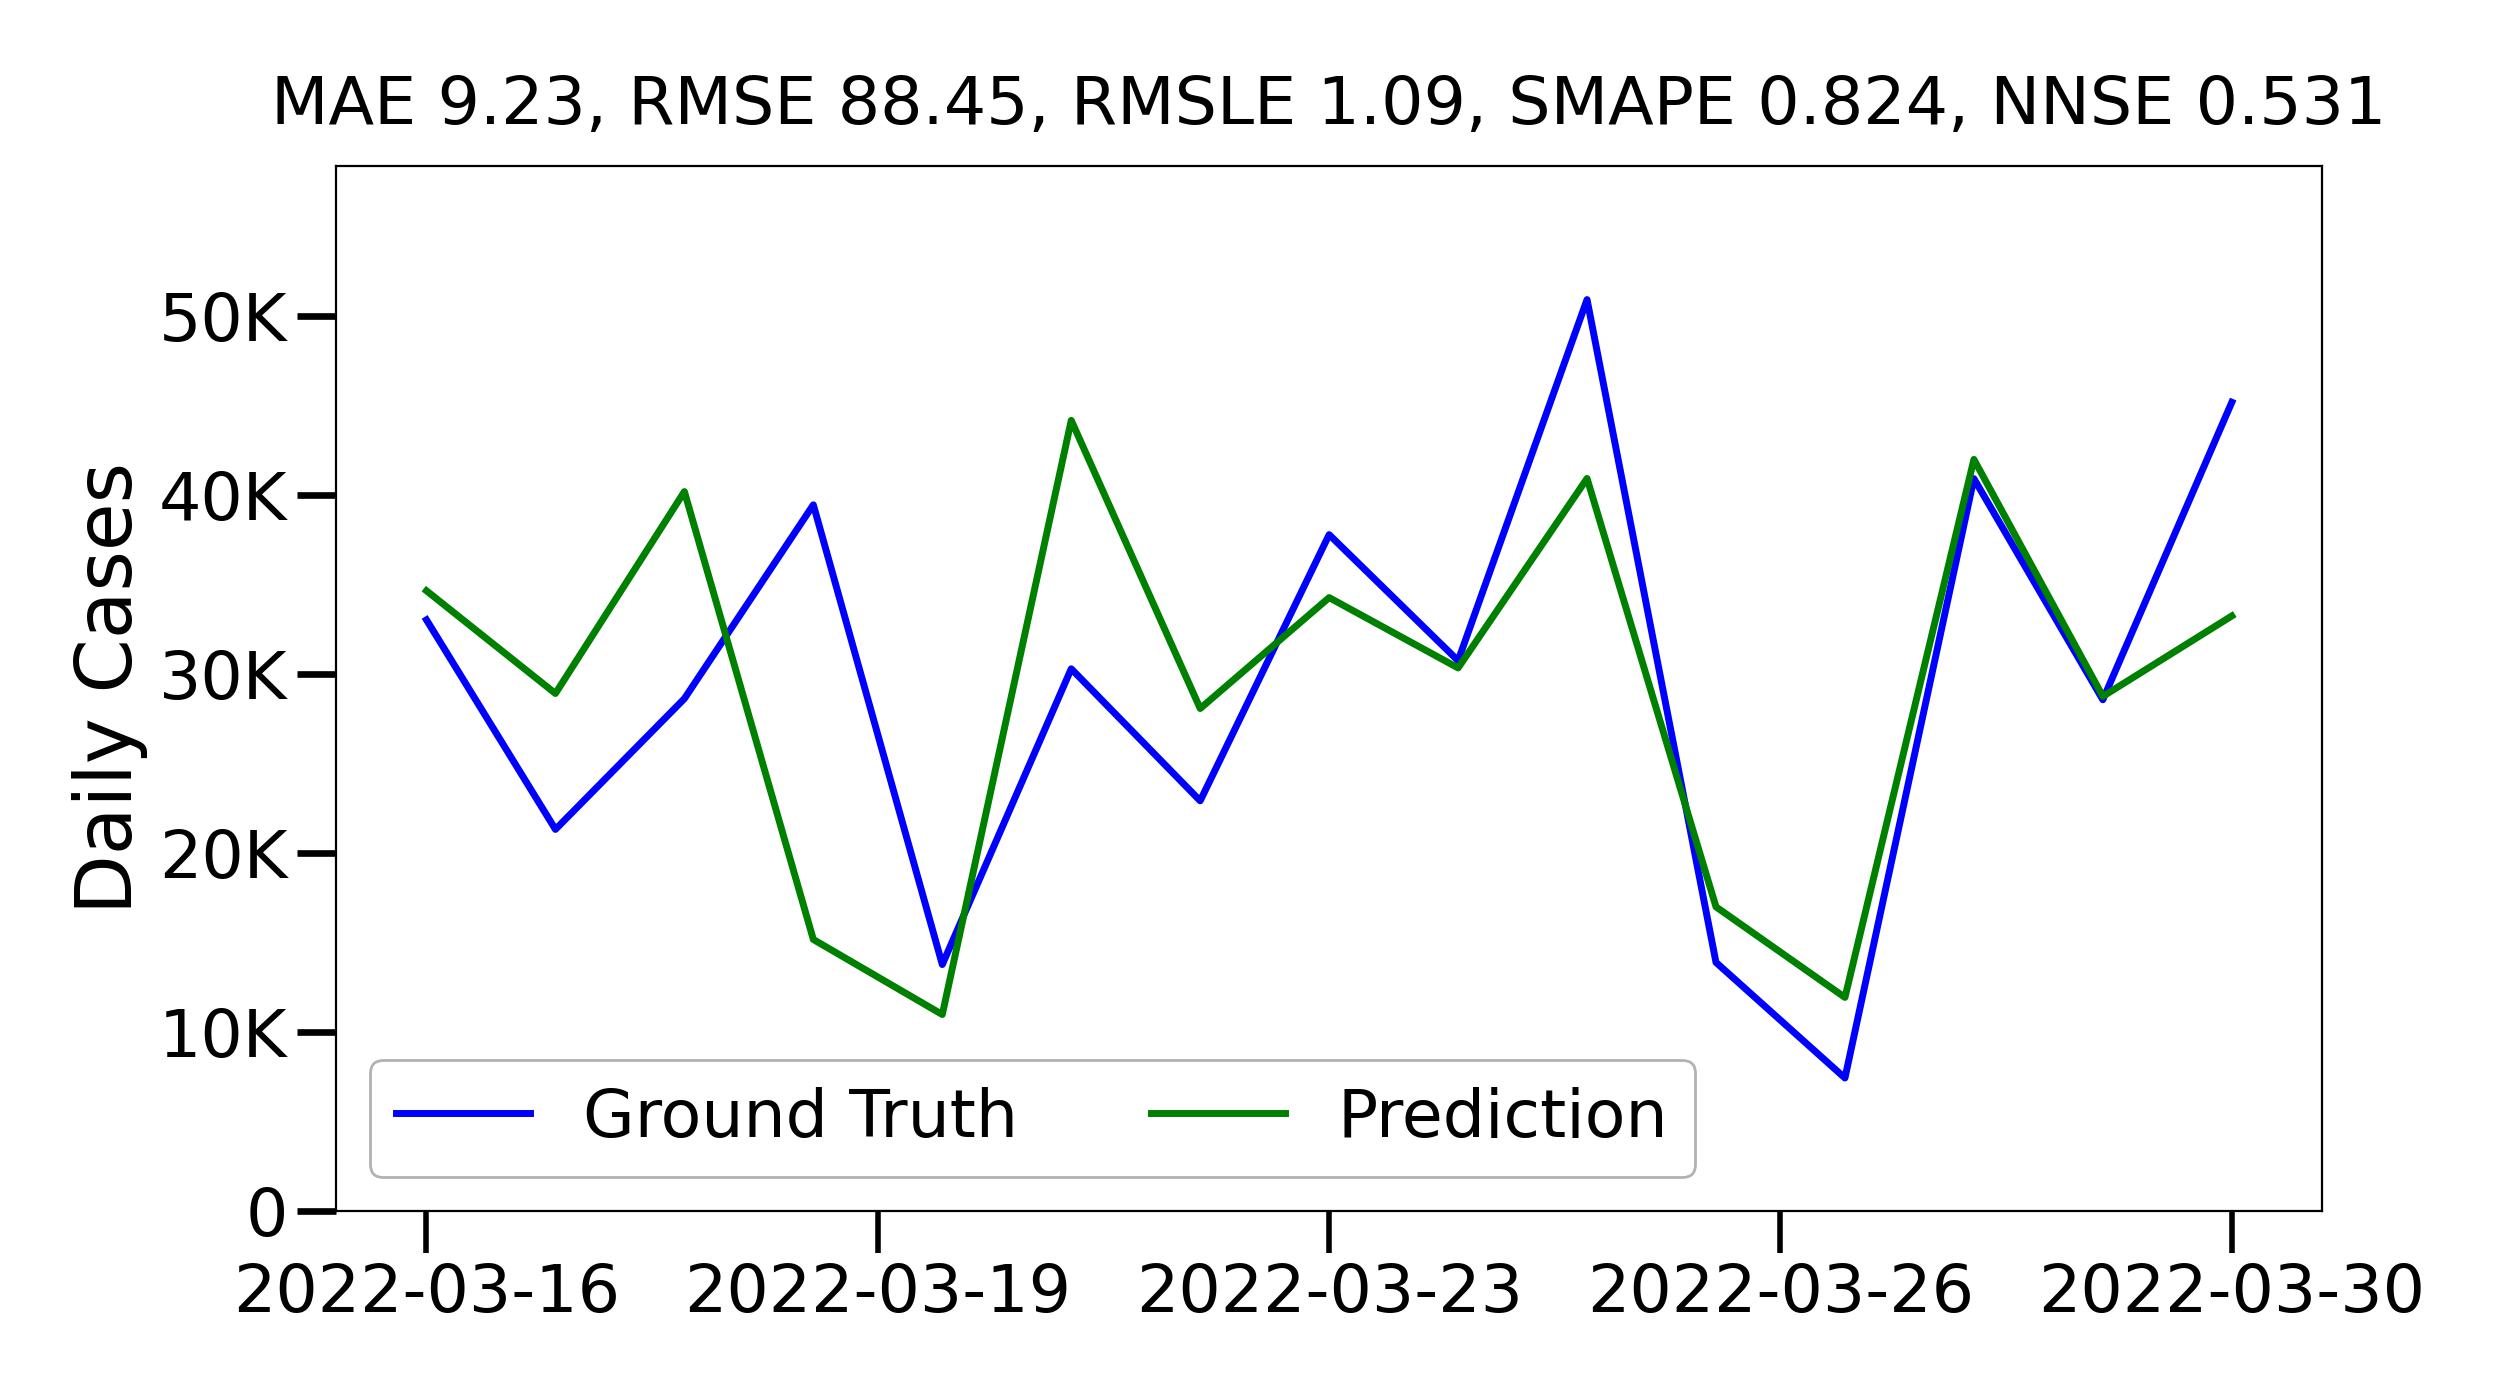 MAE 9.23, RMSE 88.45, RMSLE 1.09, SMAPE 0.824, NNSE 0.531
Daily Cases
50K
40K
30K
20K
10K
0
Ground Truth
Prediction
2022-03-16
2022-03-19
2022-03-23
2022-03-26
2022-03-30